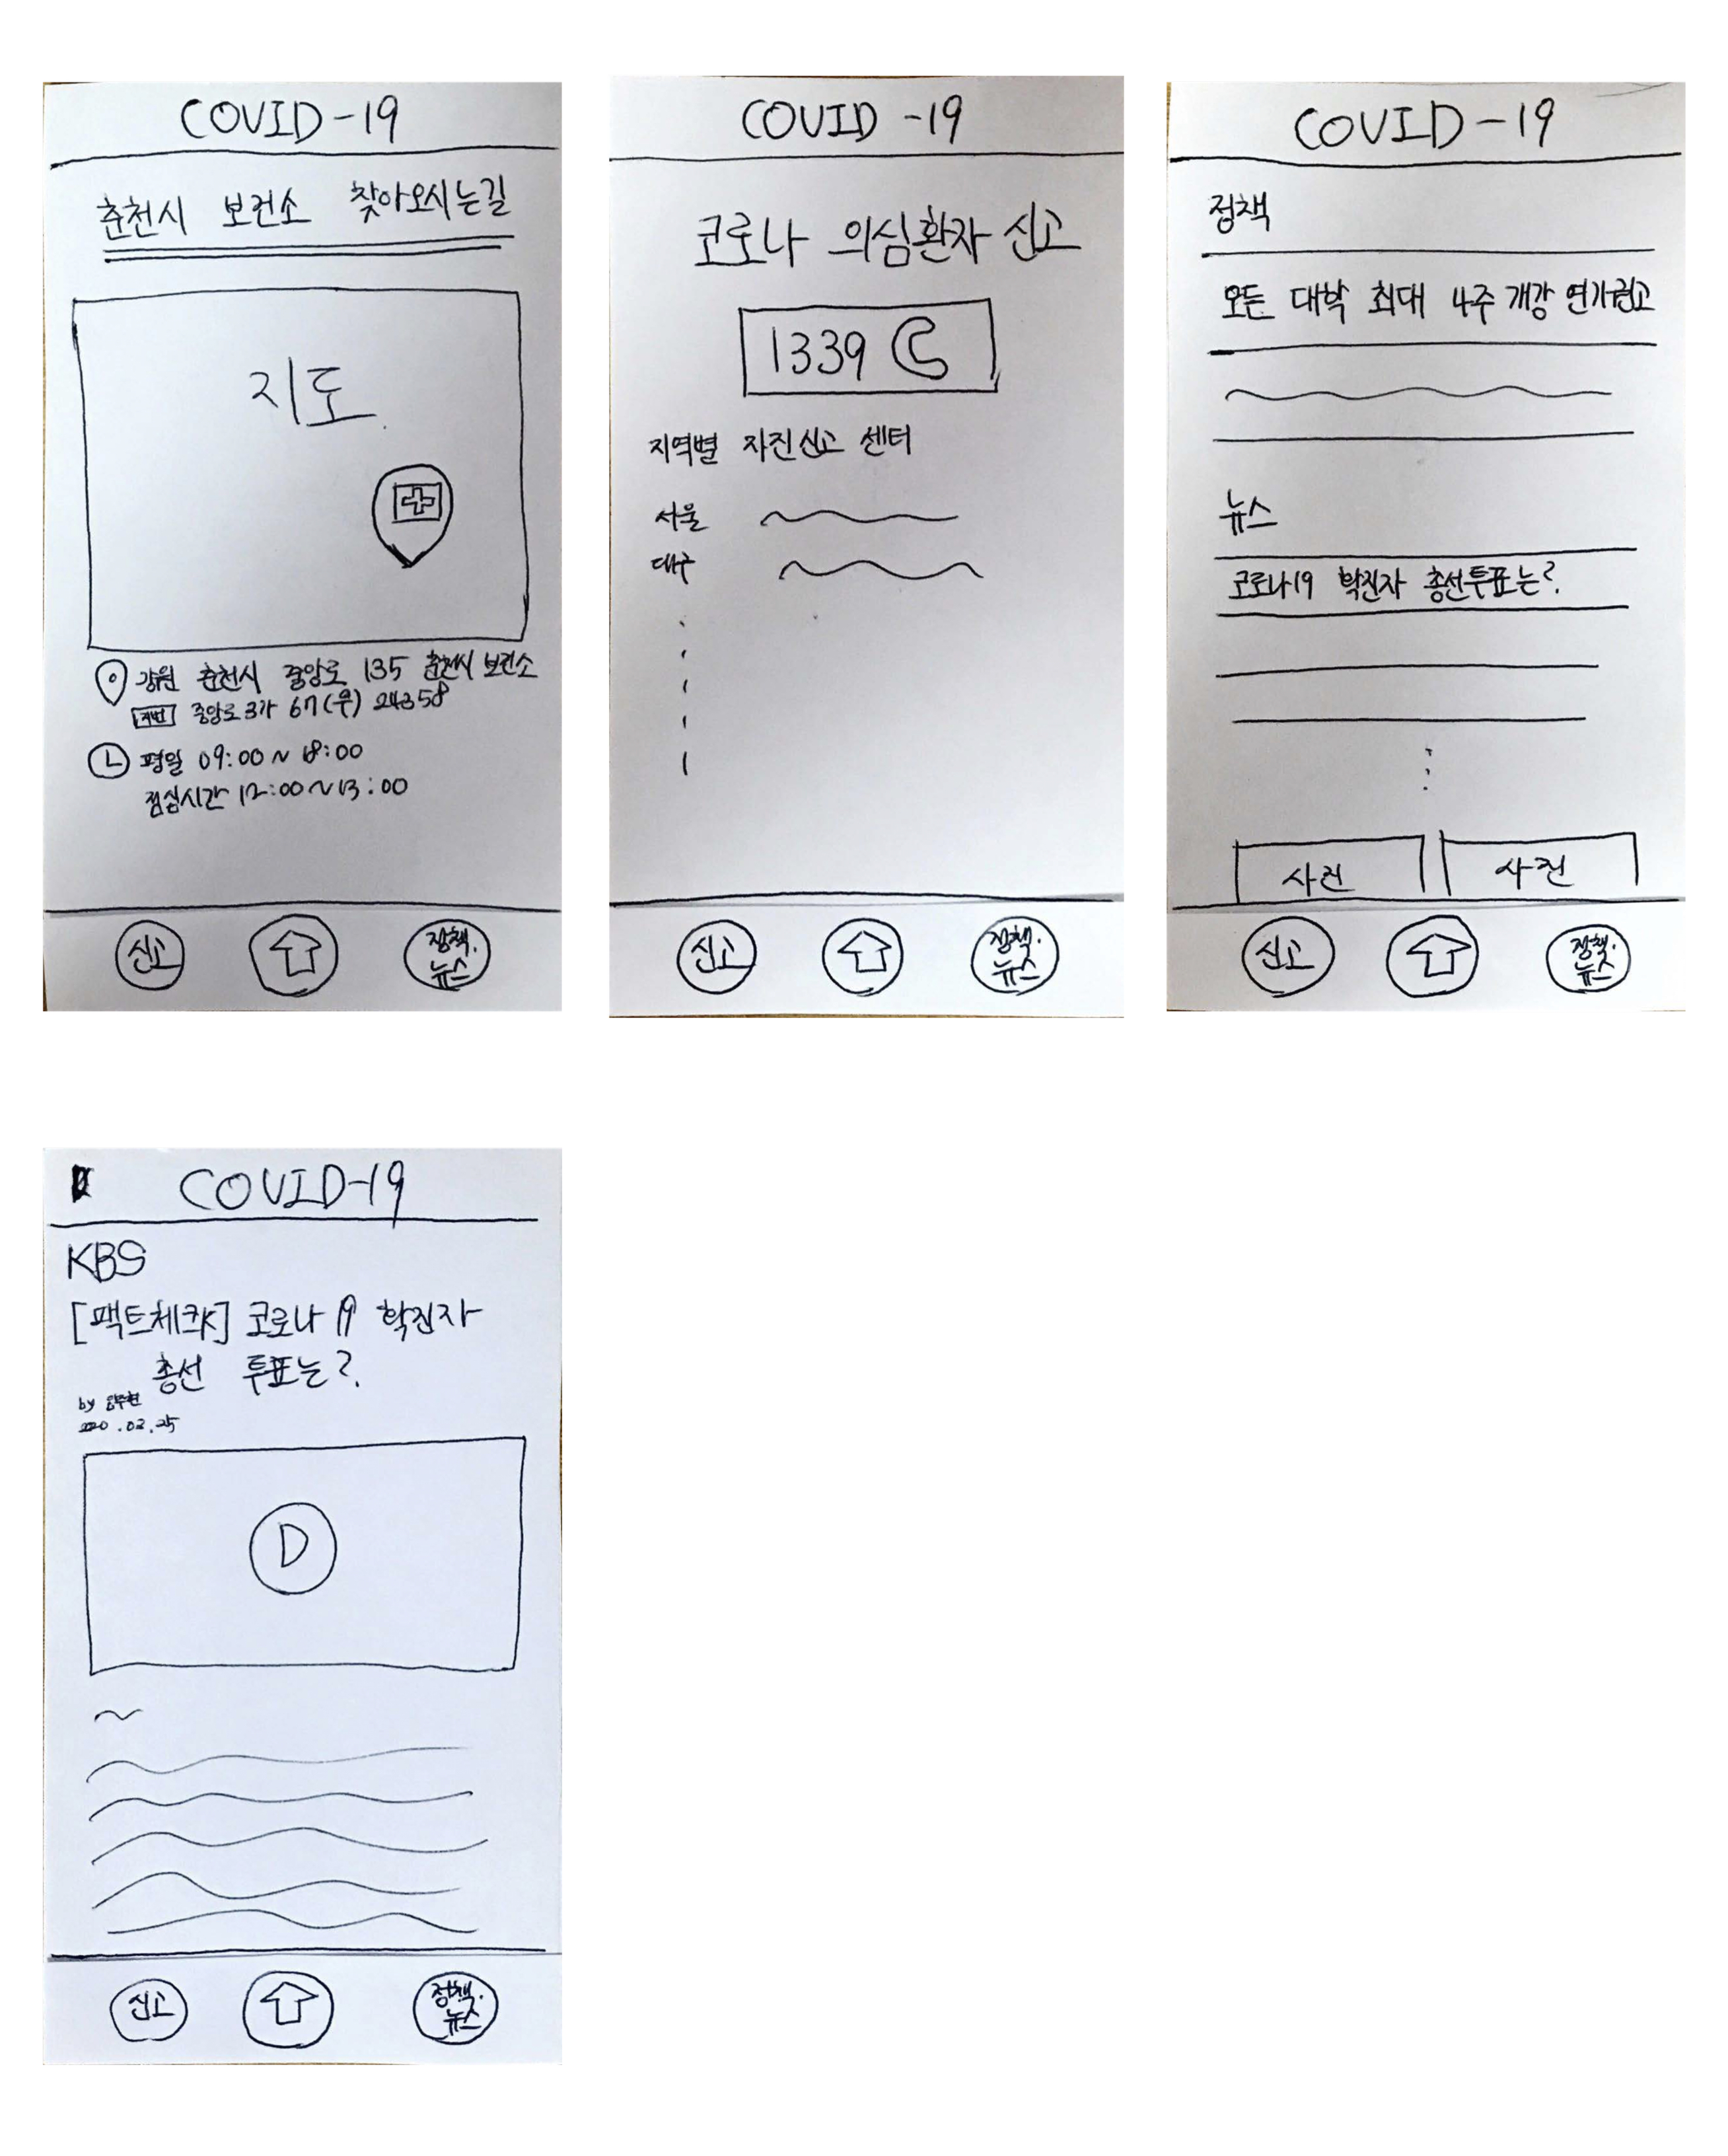 COVID-19
춘천시 보건소 찾아오시는길
지도
강원 춘천시 중앙로 135 춘천시 보건소
지번 중앙로3가 67(우) 24358
평일 09:00~18:00
점심시간 12:00~13:00
신고
정책.
뉴스
COVID-19
코로나 의심환자 신고
1339
지역별 자진신고 센터
서울
대구
신고
정책.
뉴스
COVID-19
정책
모든 대학 최대 4주 개강 연기권고
뉴스
코로나19 확진자 총선투표는?
사진 사진
신고
정책.
뉴스
COVID-19
KBS
[팩트체크K] 코로나 19 확진자
총선 투표는?
by
2020.02.25
신고
정책.
뉴스